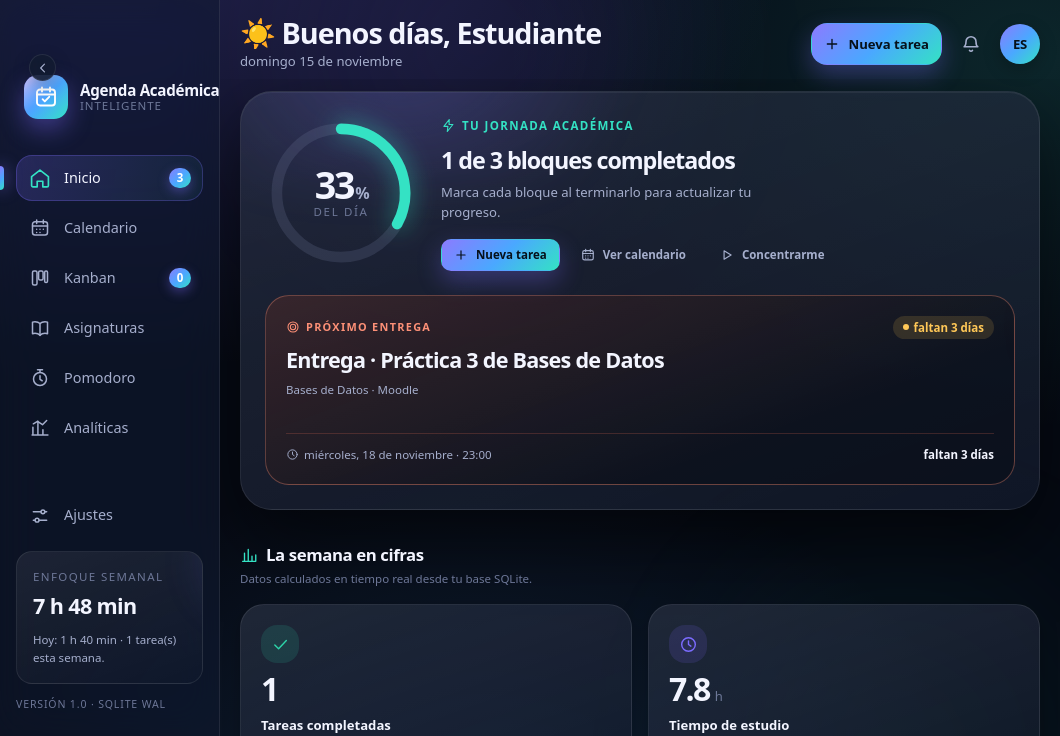 Agenda Académica
INTELIGENTE
Inicio 3
Calendario
Kanban 0
Asignaturas
Pomodoro
Analíticas
Ajustes
ENFOQUE SEMANAL
7 h 48 min
Hoy: 1 h 40 min · 1 tarea(s)
esta semana.
VERSIÓN 1.0 · SQLITE WAL
☀️ Buenos días, Estudiante
domingo 15 de noviembre
Nueva tarea
ES
33%
DEL DÍA
TU JORNADA ACADÉMICA
1 de 3 bloques completados
Marca cada bloque al terminarlo para actualizar tu
progreso.
Nueva tarea Ver calendario Concentrarme
PRÓXIMO ENTREGA
faltan 3 días
Entrega · Práctica 3 de Bases de Datos
Bases de Datos · Moodle
miércoles, 18 de noviembre · 23:00
faltan 3 días
La semana en cifras
Datos calculados en tiempo real desde tu base SQLite.
1
Tareas completadas
7.8 h
Tiempo de estudio